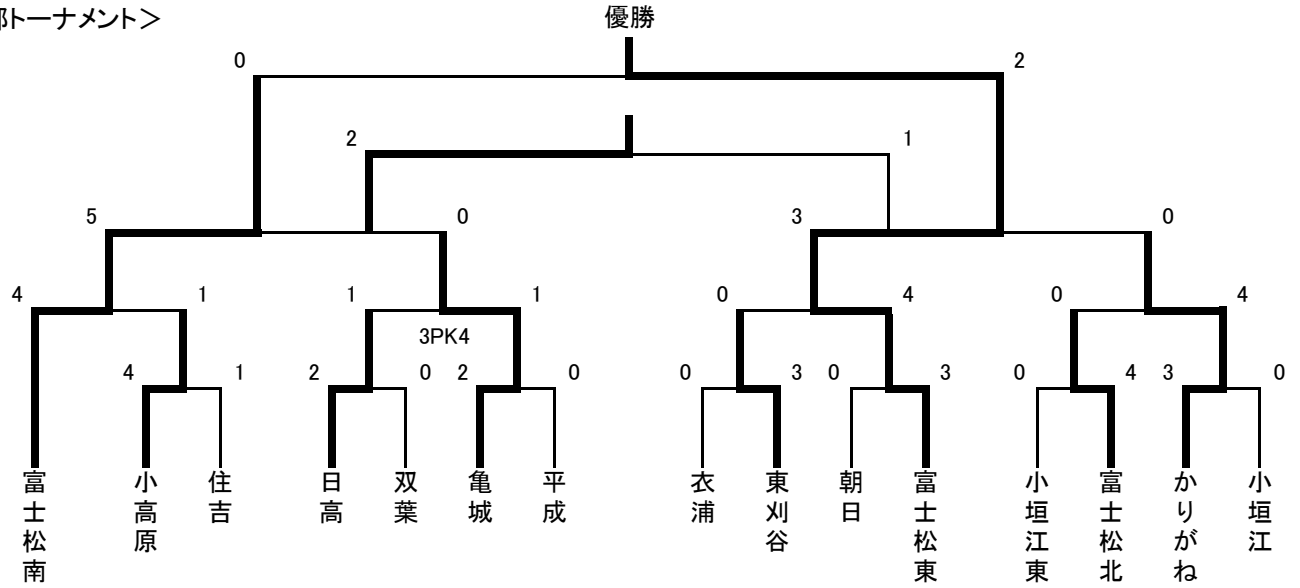 部トーナメント＞
優勝
0 2
2 1
5 0 3 0
4 1 1 1 0 4 0 4
3PK4
4 1 2 0 2 0 0 3 0 3 0 4 3 0
富士松南
小高原
住吉
日高
双葉
亀城
平成
衣浦
東刈谷
朝日
富士松東
小垣江東
富士松北
かりがね
小垣江